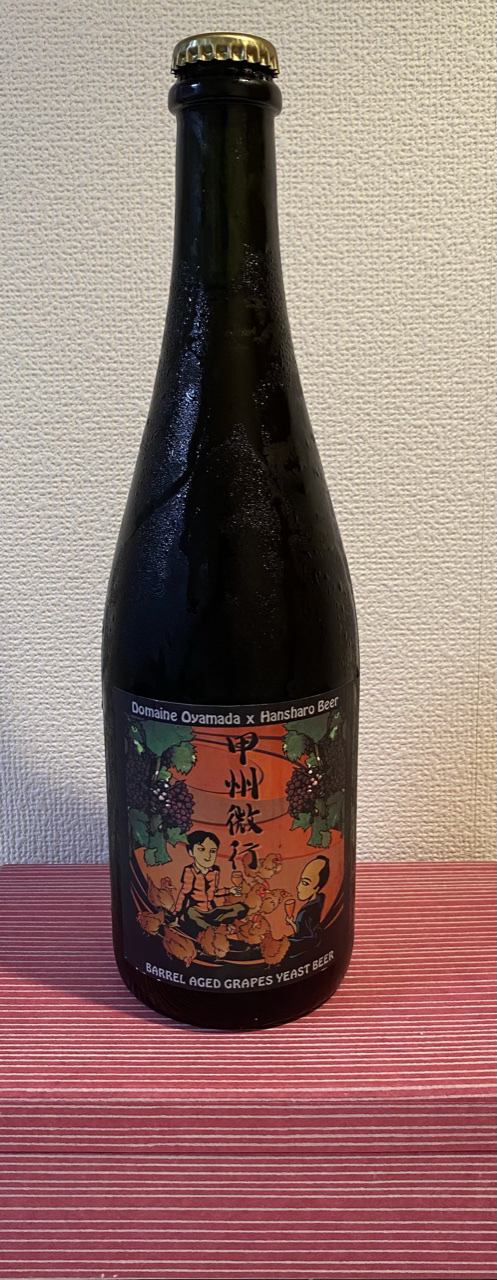 Domaine Oyamada x Hansharo Beer
甲州微行
BARREL AGED GRAPES YEAST BEER